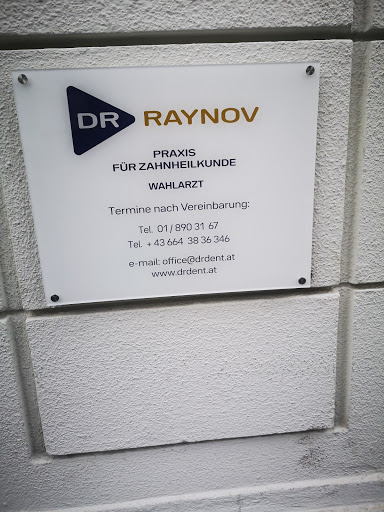 DR RAYNOV
PRAXIS
FÜR ZAHNHEILKUNDE
WAHLARZT
Termine nach Vereinbarung:
Tel. 01/890 31 67
Tel. +43 664 38 36 346
e-mail: office@drdent.at
www.drdent.at